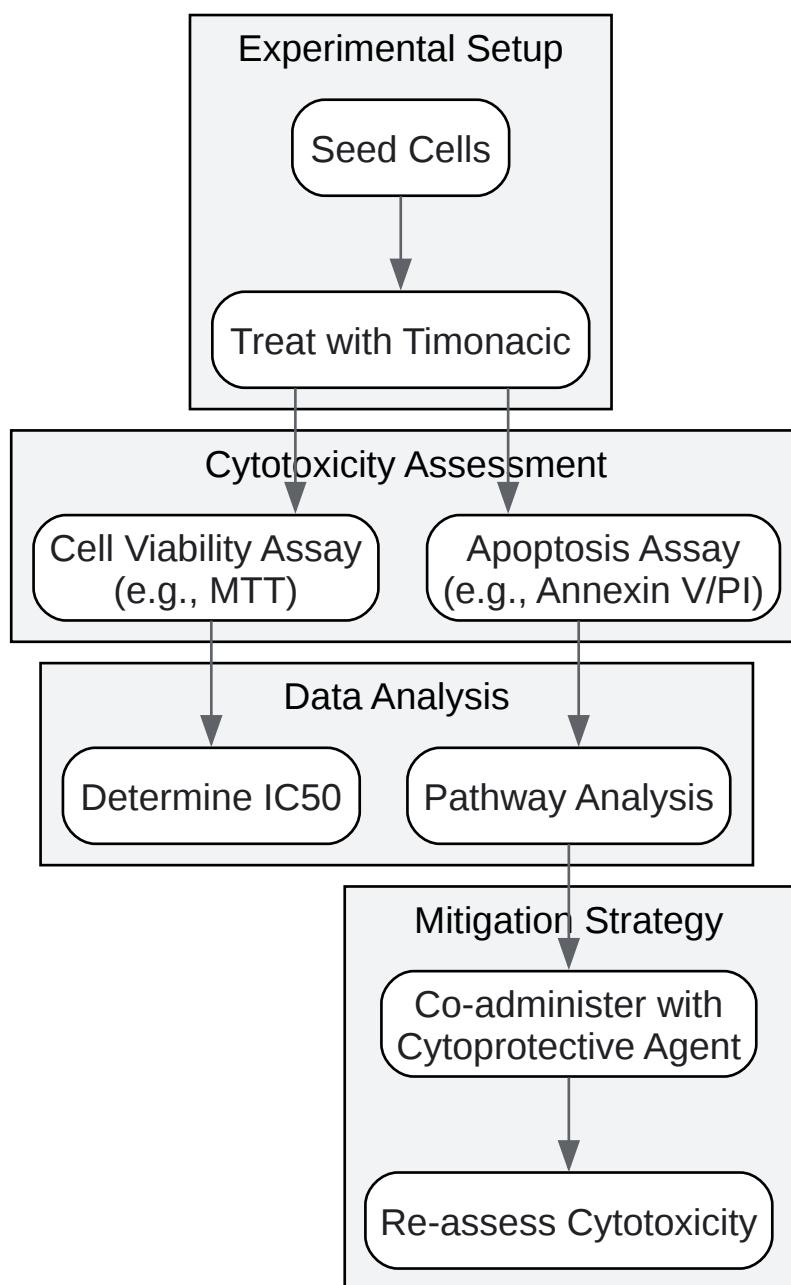 Experimental Setup
Seed Cells
Treat with Timonacic
Cytotoxicity Assessment
Cell Viability Assay
(e.g., MTT)
Apoptosis Assay
(e.g., Annexin V/PI)
Data Analysis
Determine IC50
Pathway Analysis
Mitigation Strategy
Co-administer with
Cytoprotective Agent
Re-assess Cytotoxicity